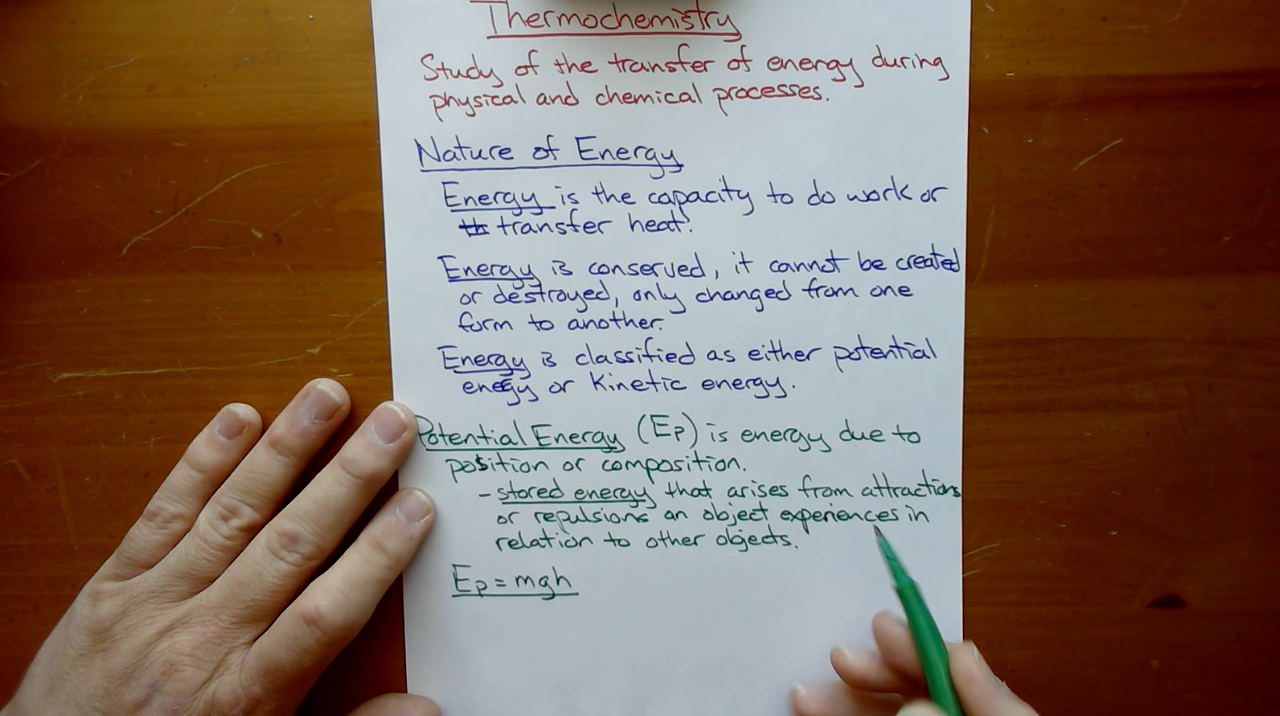 Thermochemistry
Study of the transfer of energy during
physical and chemical processes.
Nature of Energy
Energy is the capacity to do work or
transfer heat.
Energy is conserved, it cannot be created
or destroyed, only changed from one
form to another.
Energy is classified as either potential
energy or kinetic energy.
Potential Energy (Ep) is energy due to
position or composition.
- stored energy that arises from attractions
or repulsions an object experiences in
relation to other objects.
Ep = mgh